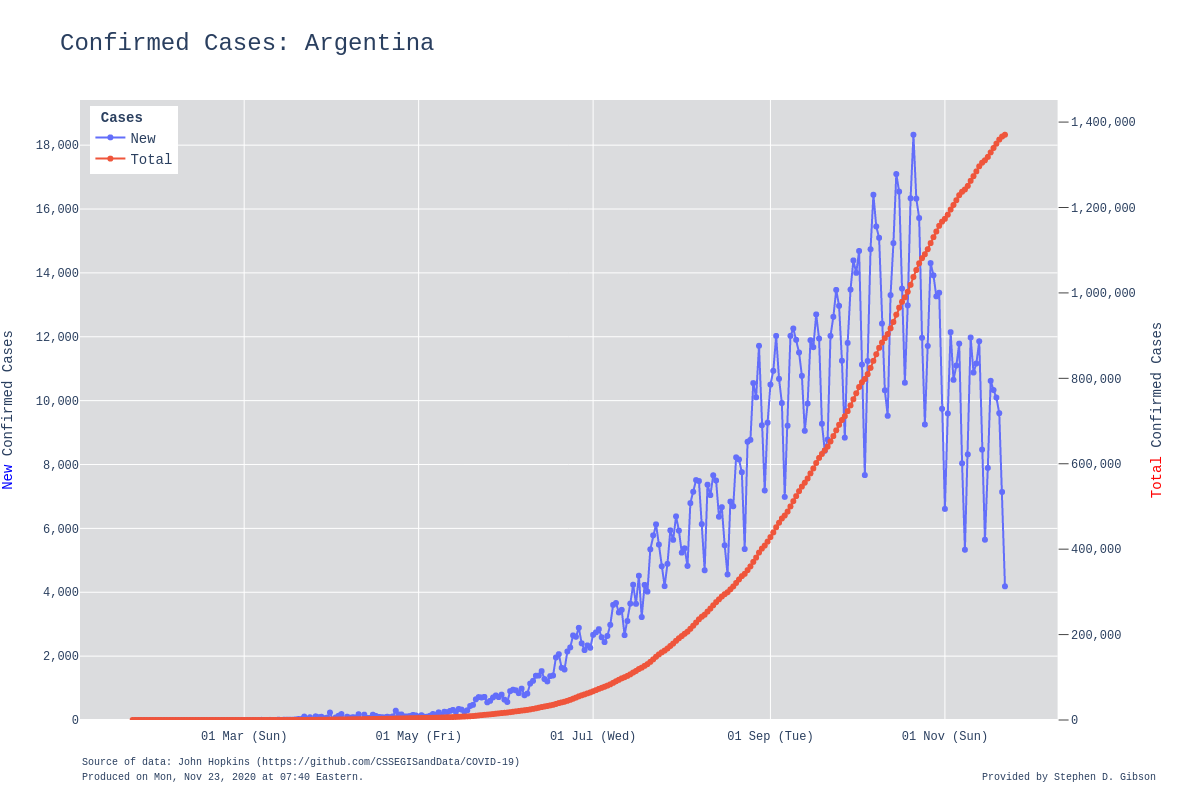 Confirmed Cases: Argentina
Cases
New
Total
18,000
16,000
14,000
12,000
10,000
8,000
6,000
4,000
2,000
0
1,400,000
1,200,000
1,000,000
800,000
600,000
400,000
200,000
0
New Confirmed Cases
Total Confirmed Cases
01 Mar (Sun)
01 May (Fri)
01 Jul (Wed)
01 Sep (Tue)
01 Nov (Sun)
Source of data: John Hopkins (https://github.com/CSSEGISandData/COVID-19)
Produced on Mon, Nov 23, 2020 at 07:40 Eastern.
Provided by Stephen D. Gibson